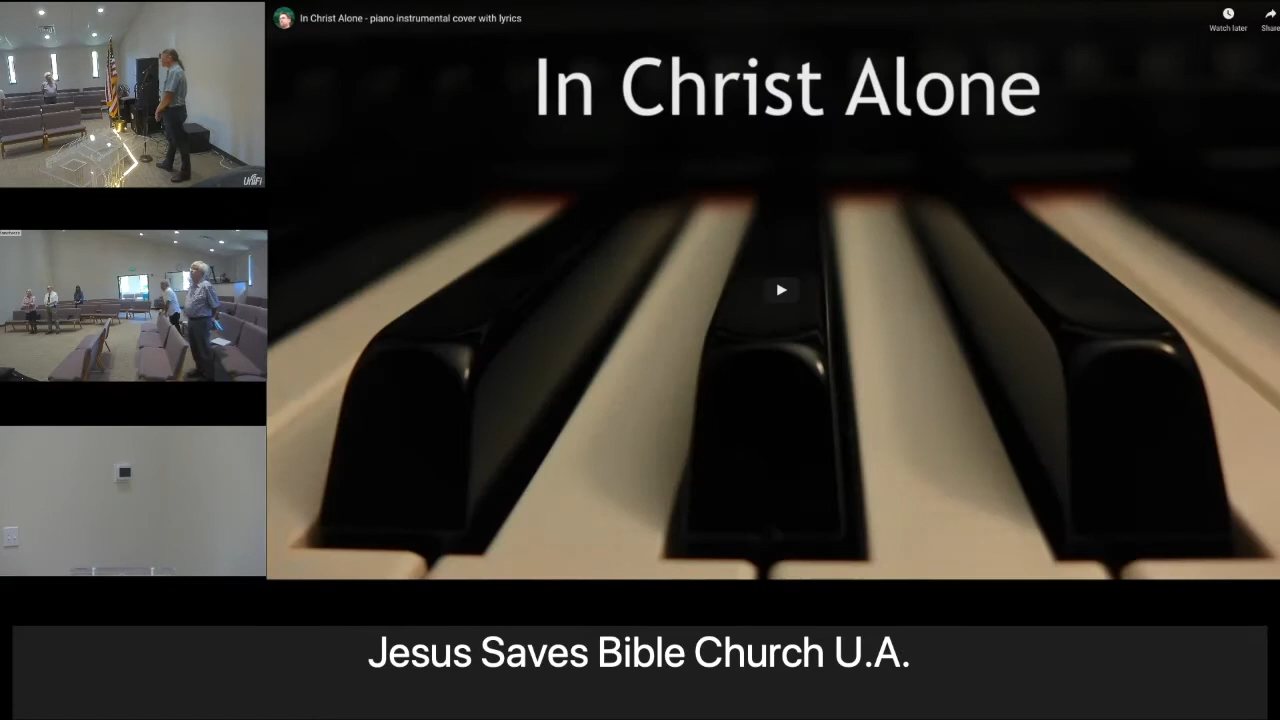 In Christ Alone - piano instrumental cover with lyrics
Watch later
Share
In Christ Alone
UniFi
Jesus Saves Bible Church U.A.